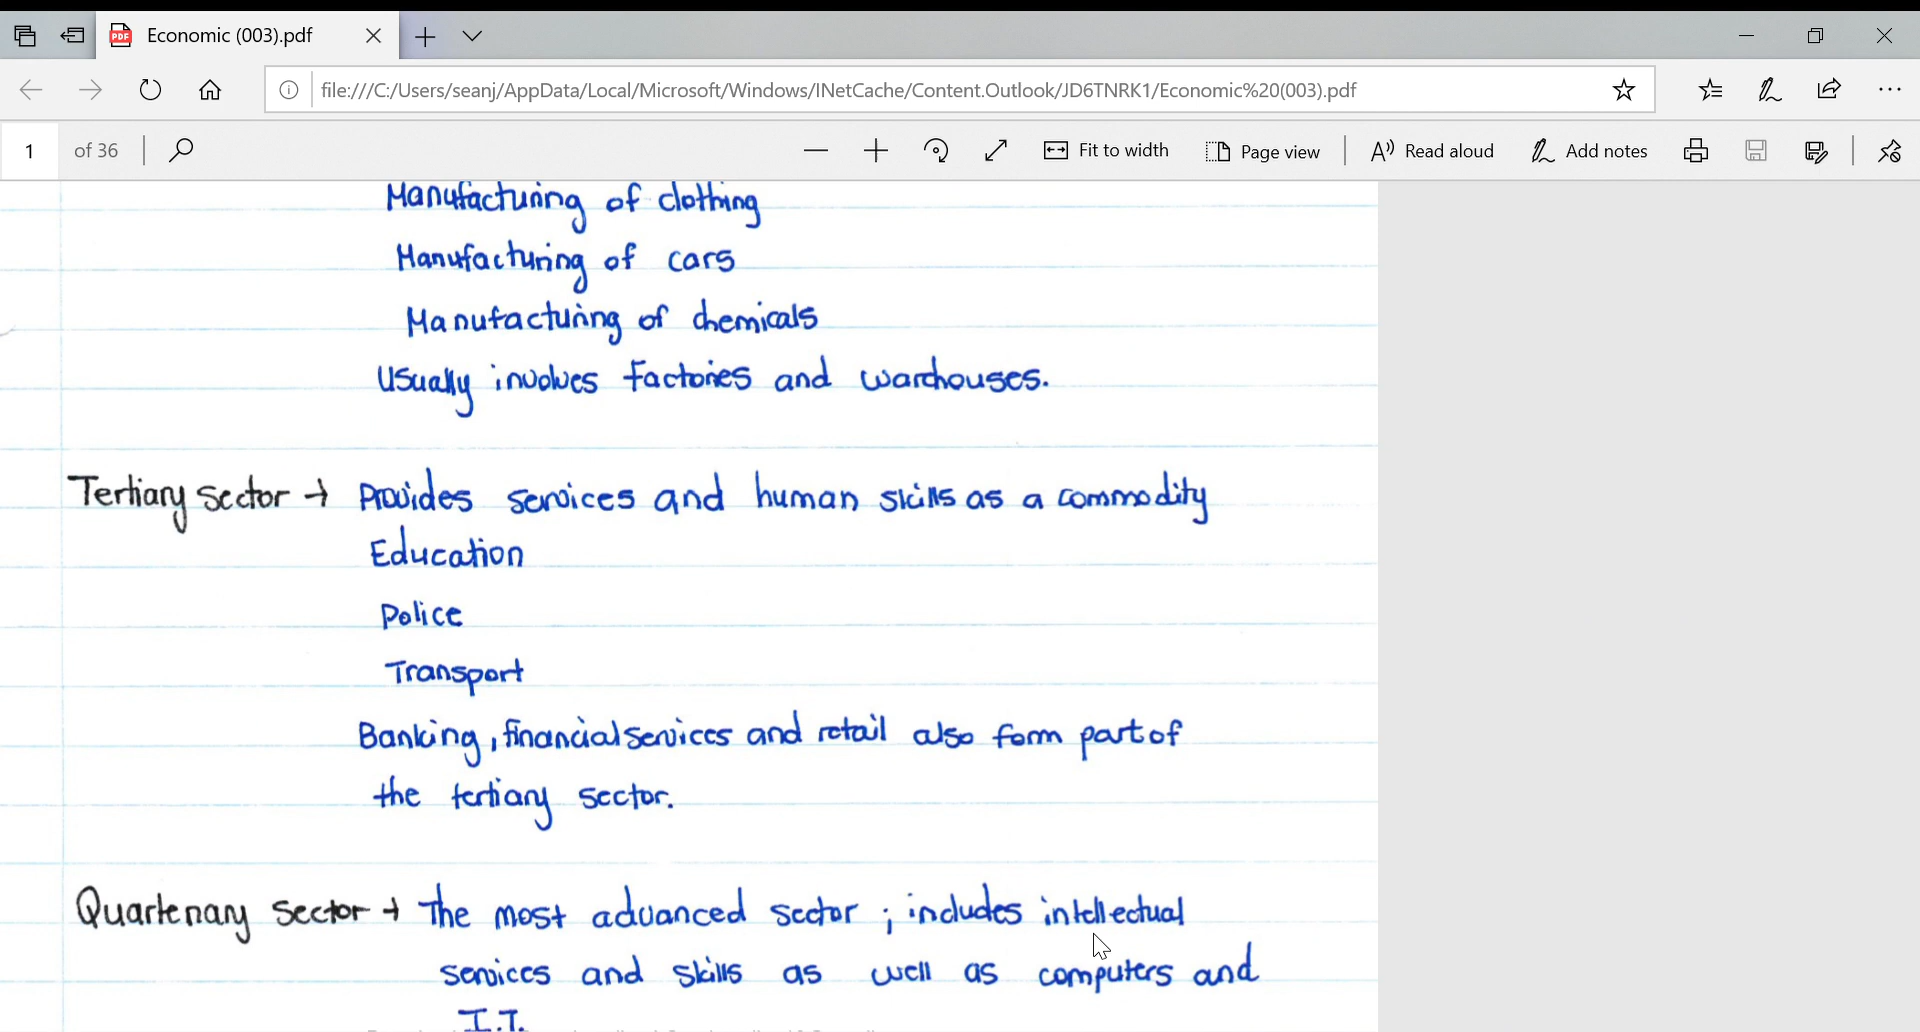 Economic (003).pdf
file:///C:/Users/seanj/AppData/Local/Microsoft/Windows/INetCache/Content.Outlook/JD6TNRK1/Economic%20(003).pdf
1 of 36 Fit to width Page view Read aloud Add notes
Manufacturing of clothing
Manufacturing of cars
Manufacturing of chemicals
Usually involves factories and warehouses.
Tertiary sector → Provides services and human skills as a commodity
Education
Police
Transport
Banking, financial services and retail also form part of
the tertiary sector.
Quartenary sector → The most advanced sector ; includes intellectual
services and skills as well as computers and
I.T.